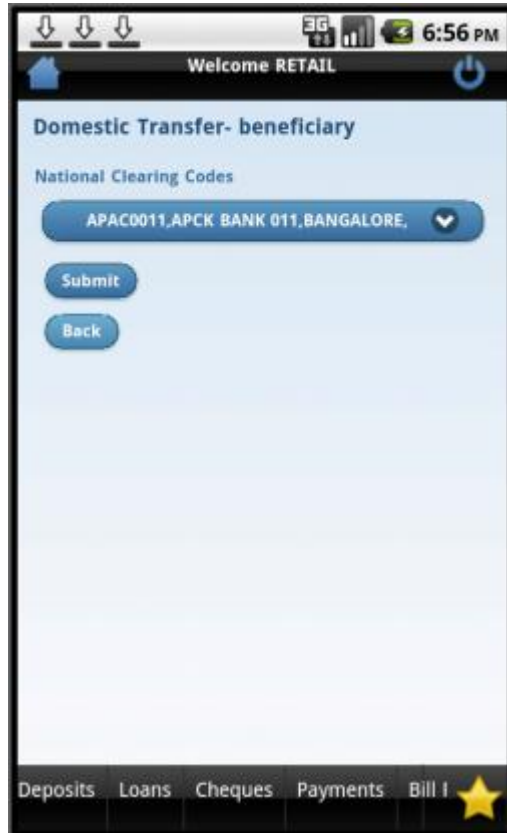 3G
6:56 PM
Welcome RETAIL
Domestic Transfer- beneficiary
National Clearing Codes
APAC0011,APCK BANK 011,BANGALORE,
Submit
Back
Deposits Loans Cheques Payments Bill